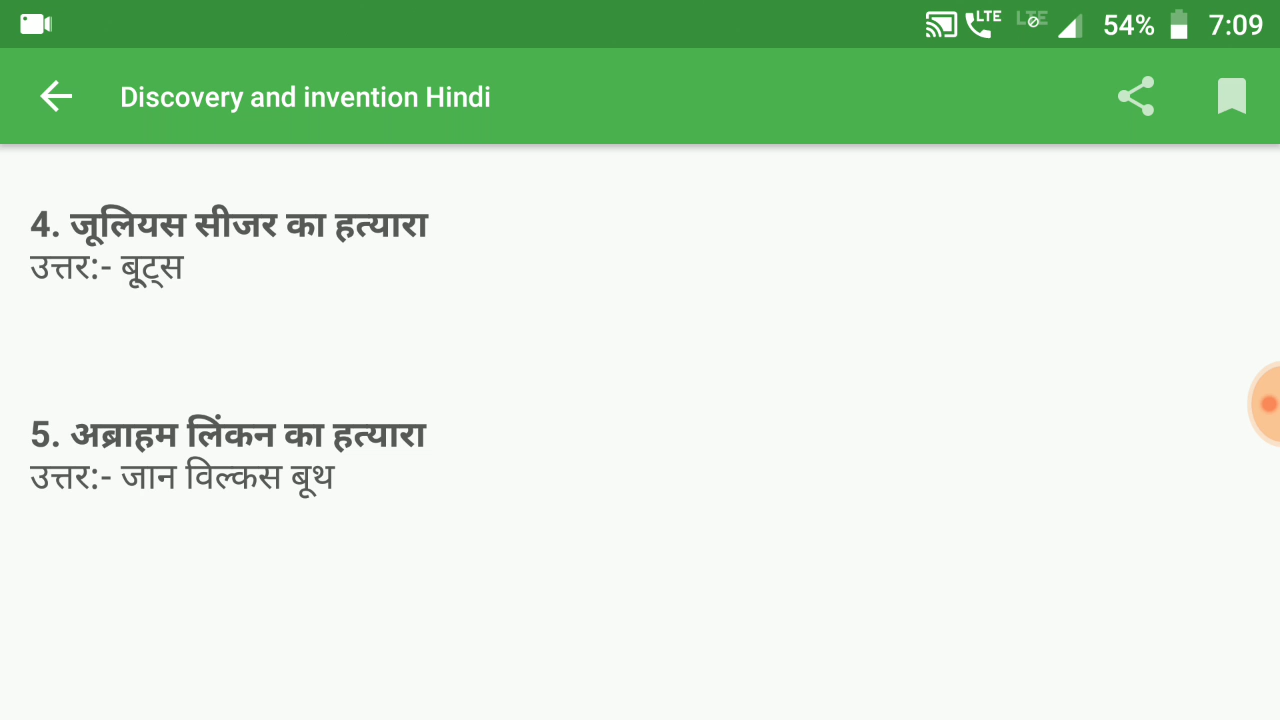 LTE LTE 54% 7:09
Discovery and invention Hindi
4. जूलियस सीजर का हत्यारा
उत्तर:- बूट्स
5. अब्राहम लिंकन का हत्यारा
उत्तर:- जान विल्कस बूथ